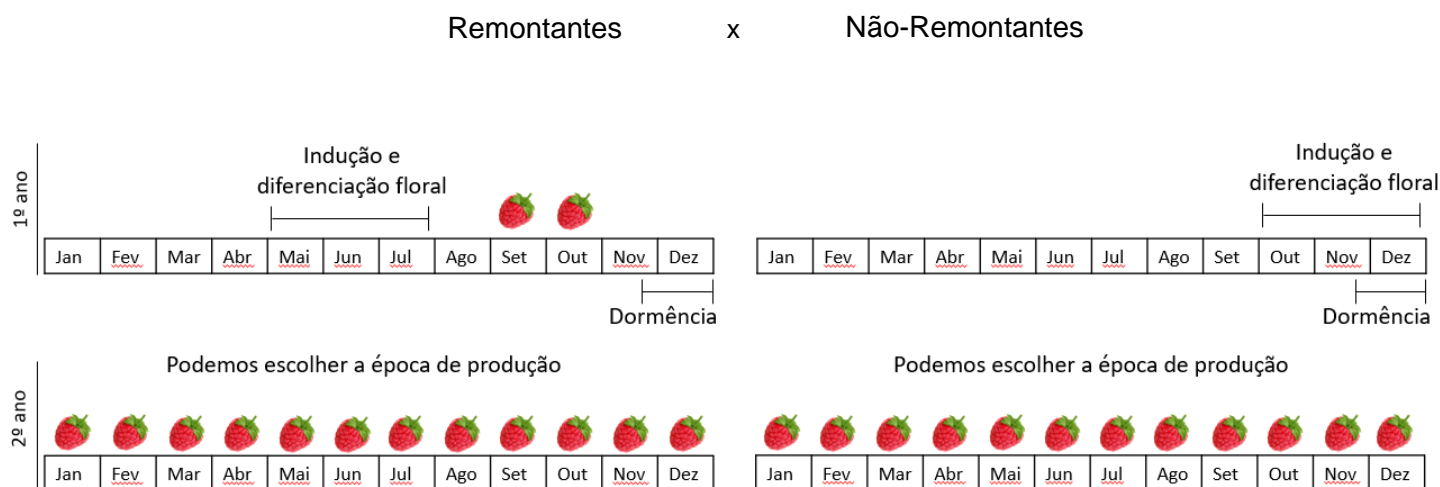 Remontantes x Não-Remontantes
1º ano
Indução e
diferenciação floral
Jan Fev Mar Abr Mai Jun Jul Ago Set Out Nov Dez
Dormência
Indução e
diferenciação floral
Jan Fev Mar Abr Mai Jun Jul Ago Set Out Nov Dez
Dormência
2º ano
Podemos escolher a época de produção
Jan Fev Mar Abr Mai Jun Jul Ago Set Out Nov Dez
Podemos escolher a época de produção
Jan Fev Mar Abr Mai Jun Jul Ago Set Out Nov Dez